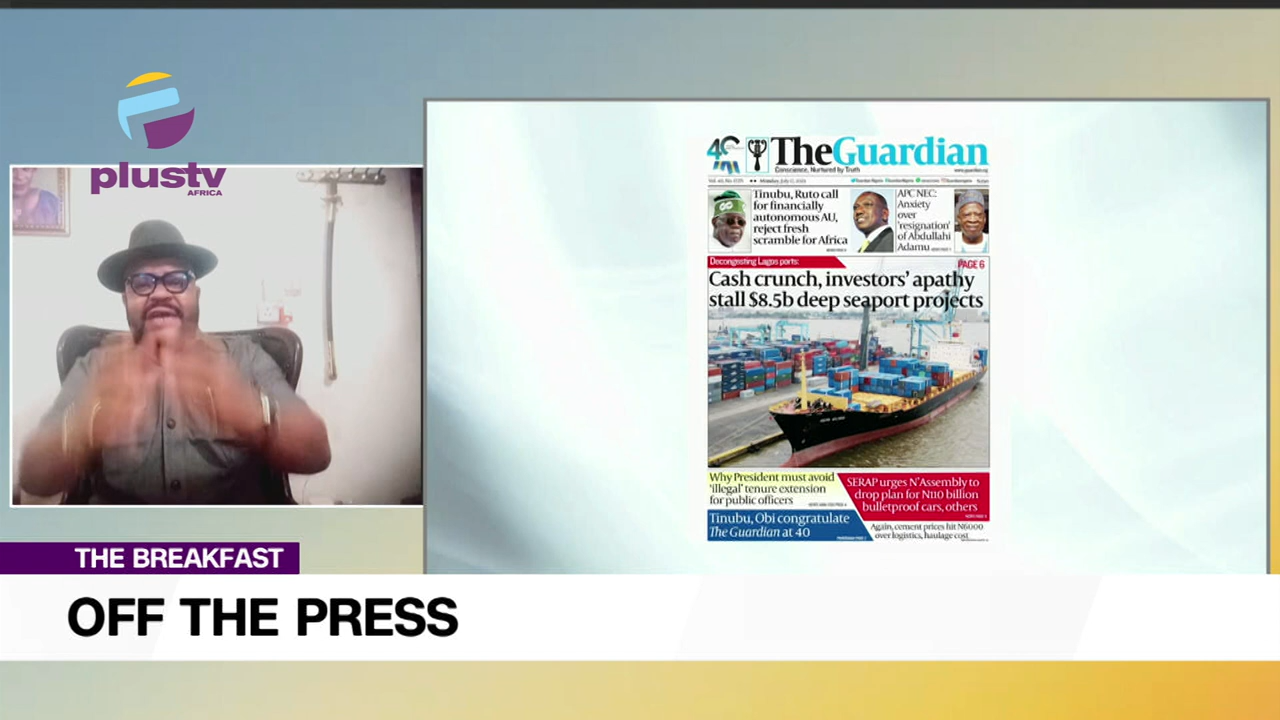 plustv
AFRICA
TheGuardian
Conscience, Nurtured by Truth
Tinubu, Ruto call
for financially
autonomous AU,
reject fresh
scramble for Africa
APC NEC:
Anxiety
over
'resignation'
of Abdullahi
Adamu
Decongesting Lagos ports:
PAGE 6
Cash crunch, investors' apathy
stall $8.5b deep seaport projects
Why President must avoid
'illegal' tenure extension
for public officers
SERAP urges N'Assembly to
drop plan for N110 billion
bulletproof cars, others
Tinubu, Obi congratulate
The Guardian at 40
Again, cement prices hit N6000
over logistics, haulage cost
THE BREAKFAST
OFF THE PRESS